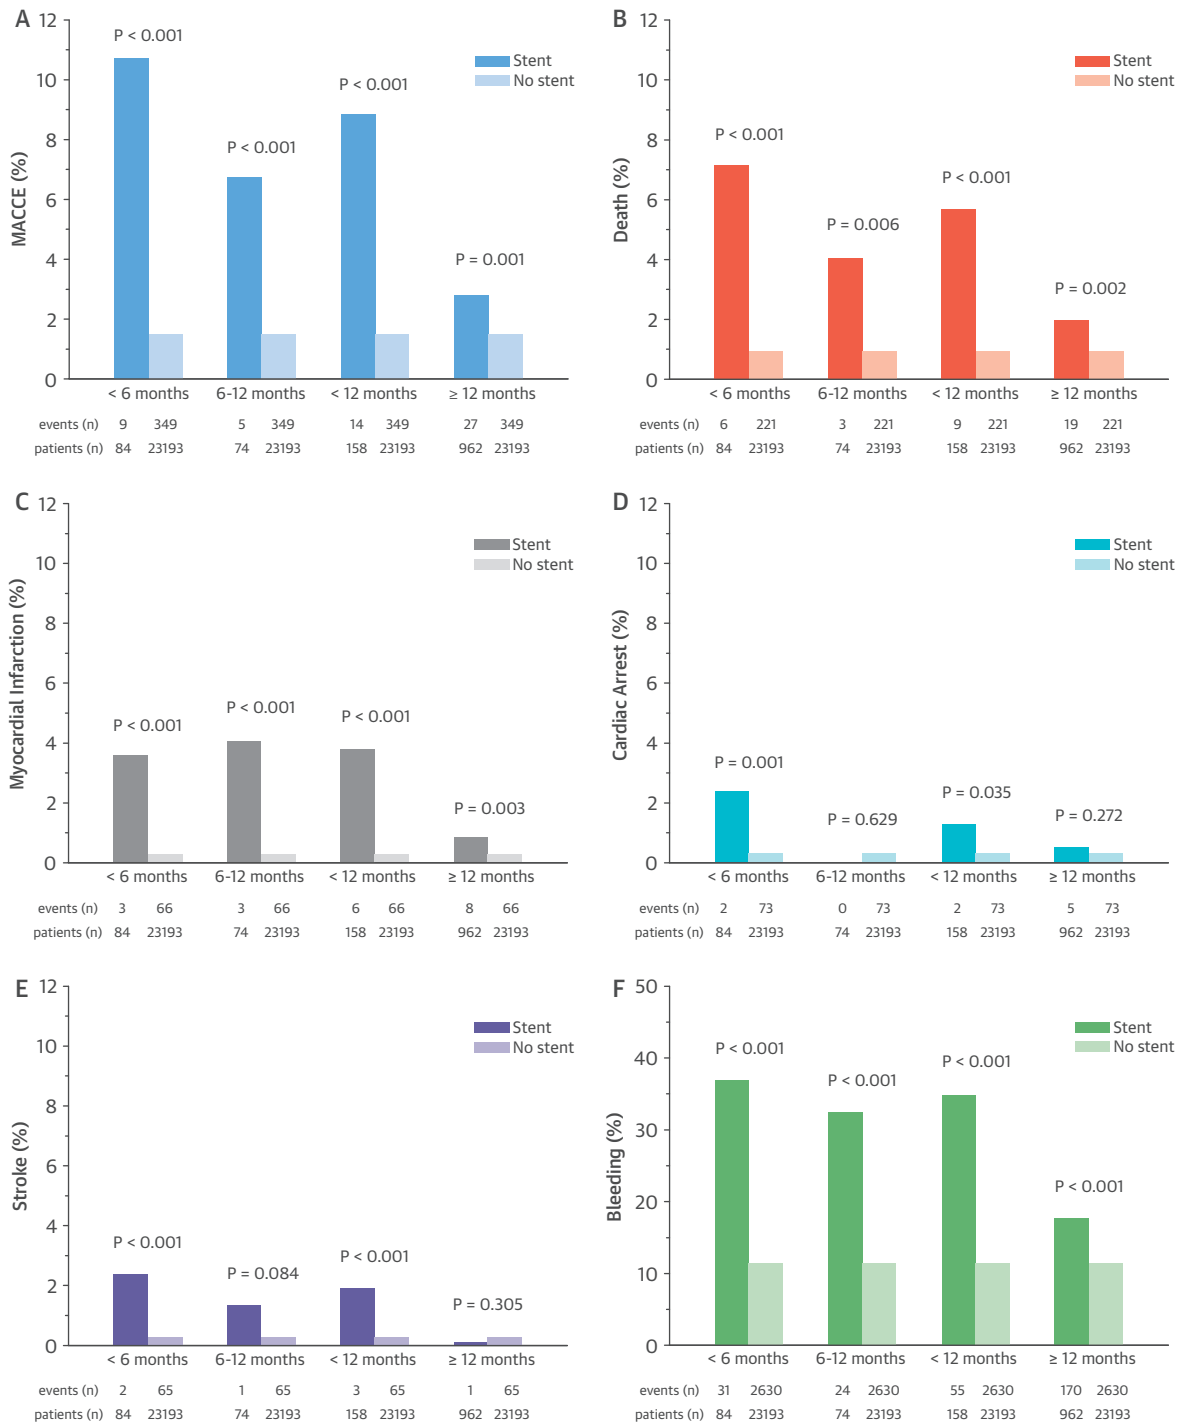 A
MACCE (%)
12
10
8
6
4
2
0
P < 0.001
P < 0.001
P < 0.001
P = 0.001
Stent
No stent
< 6 months 6-12 months < 12 months ≥ 12 months
events (n) 9 349 5 349 14 349 27 349
patients (n) 84 23193 74 23193 158 23193 962 23193
B
Death (%)
12
10
8
6
4
2
0
P < 0.001
P = 0.006
P < 0.001
P = 0.002
Stent
No stent
< 6 months 6-12 months < 12 months ≥ 12 months
events (n) 6 221 3 221 9 221 19 221
patients (n) 84 23193 74 23193 158 23193 962 23193
C
Myocardial Infarction (%)
12
10
8
6
4
2
0
P < 0.001
P < 0.001
P < 0.001
P = 0.003
Stent
No stent
< 6 months 6-12 months < 12 months ≥ 12 months
events (n) 3 66 3 66 6 66 8 66
patients (n) 84 23193 74 23193 158 23193 962 23193
D
Cardiac Arrest (%)
12
10
8
6
4
2
0
P = 0.001
P = 0.629
P = 0.035
P = 0.272
Stent
No stent
< 6 months 6-12 months < 12 months ≥ 12 months
events (n) 2 73 0 73 2 73 5 73
patients (n) 84 23193 74 23193 158 23193 962 23193
E
Stroke (%)
12
10
8
6
4
2
0
P < 0.001
P = 0.084
P < 0.001
P = 0.305
Stent
No stent
< 6 months 6-12 months < 12 months ≥ 12 months
events (n) 2 65 1 65 3 65 1 65
patients (n) 84 23193 74 23193 158 23193 962 23193
F
Bleeding (%)
50
40
30
20
10
0
P < 0.001
P < 0.001
P < 0.001
P < 0.001
Stent
No stent
< 6 months 6-12 months < 12 months ≥ 12 months
events (n) 31 2630 24 2630 55 2630 170 2630
patients (n) 84 23193 74 23193 158 23193 962 23193